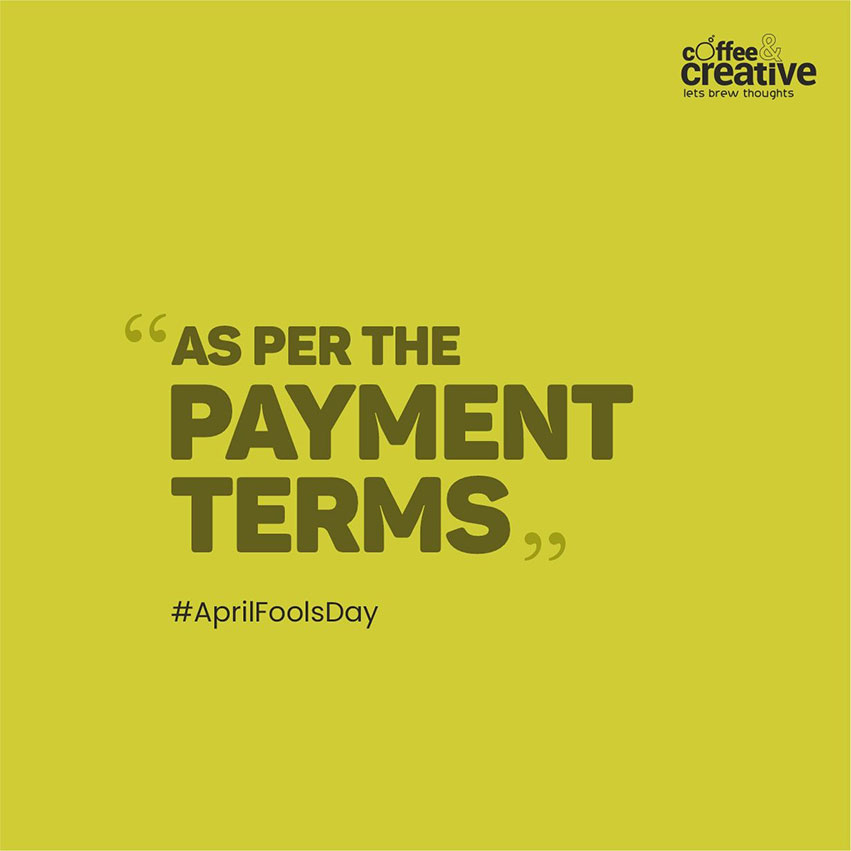 coffee&
creative
lets brew thoughts
“AS PER THE
PAYMENT
TERMS„
#AprilFoolsDay